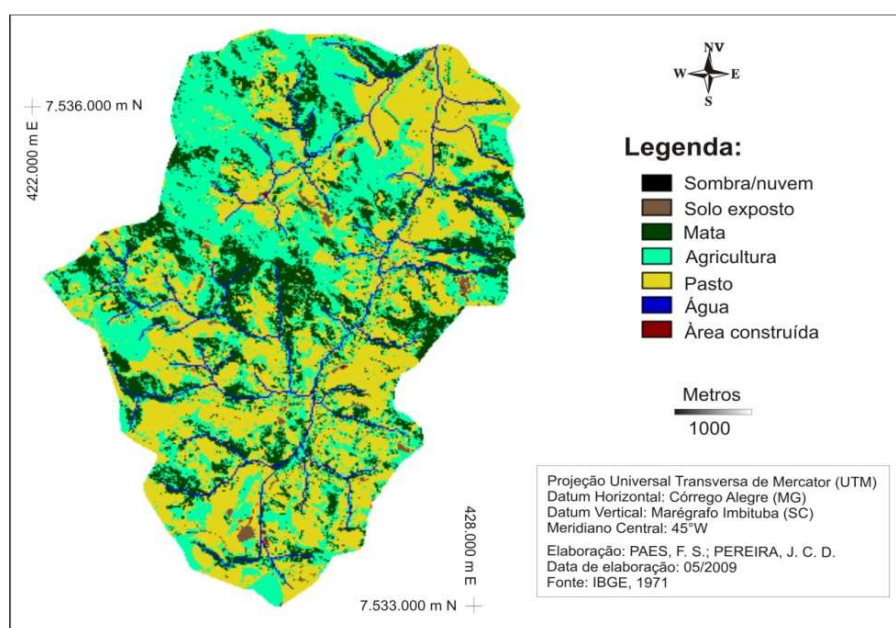 NV
W E
S
7.536.000 m N
422.000 m E
Legenda:
Sombra/nuvem
Solo exposto
Mata
Agricultura
Pasto
Água
Àrea construída
Metros
1000
Projeção Universal Transversa de Mercator (UTM)
Datum Horizontal: Córrego Alegre (MG)
Datum Vertical: Marégrafo Imbituba (SC)
Meridiano Central: 45°W
Elaboração: PAES, F. S.; PEREIRA, J. C. D.
Data de elaboração: 05/2009
Fonte: IBGE, 1971
428.000 m E
7.533.000 m N